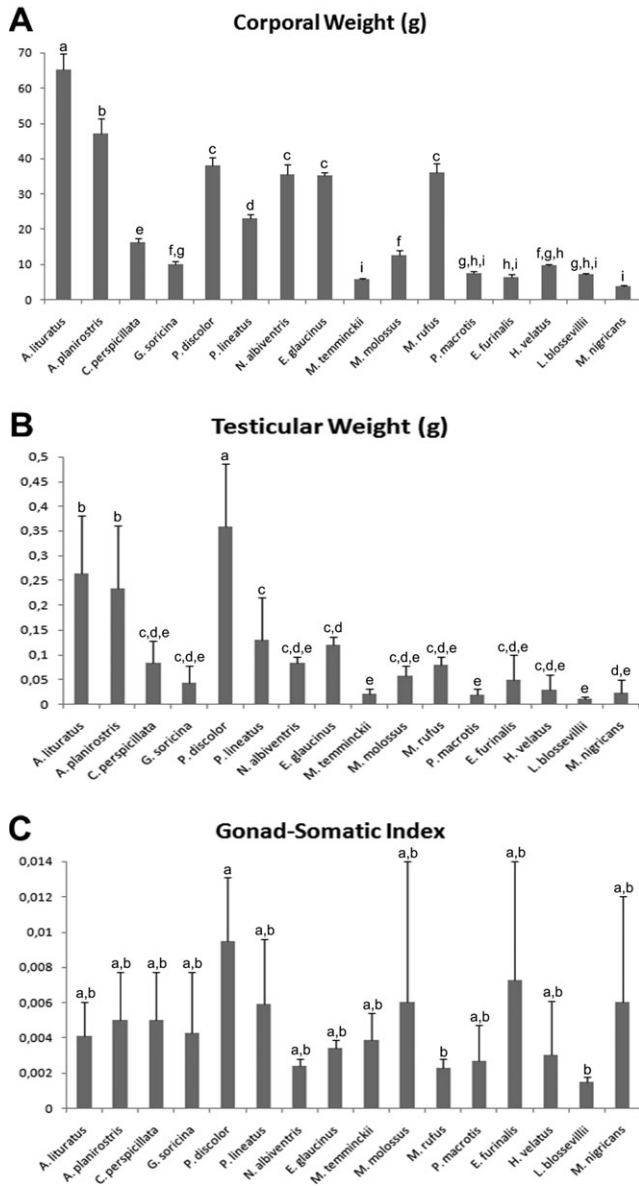 A
Corporal Weight (g)
70
60
50
40
30
20
10
0
a
b
e
f,g
c
d
c
c
i
f
c
g,h,i
h,i
f,g,h
g,h,i
i
A. lituratus
A. planirostris
C. perspicillata
G. soricina
P. discolor
P. lineatus
N. albiventris
E. glaucinus
M. temminckii
M. molossus
M. rufus
P. macrotis
E. furinalis
H. velatus
L. blossevillii
M. nigricans
B
Testicular Weight (g)
0,5
0,45
0,4
0,35
0,3
0,25
0,2
0,15
0,1
0,05
0
b
b
c,d,e
c,d,e
a
c
c,d,e
c,d
e
c,d,e
c,d,e
e
c,d,e
c,d,e
e
d,e
A. lituratus
A. planirostris
C. perspicillata
G. soricina
P. discolor
P. lineatus
N. albiventris
E. glaucinus
M. temminckii
M. molossus
M. rufus
P. macrotis
E. furinalis
H. velatus
L. blossevillii
M. nigricans
C
Gonad-Somatic Index
0,014
0,012
0,01
0,008
0,006
0,004
0,002
0
a,b
a,b
a,b
a,b
a
a,b
a,b
a,b
a,b
a,b
b
a,b
a,b
a,b
b
a,b
A. lituratus
A. planirostris
C. perspicillata
G. soricina
P. discolor
P. lineatus
N. albiventris
E. glaucinus
M. temminckii
M. molossus
M. rufus
P. macrotis
E. furinalis
H. velatus
L. blossevillii
M. nigricans